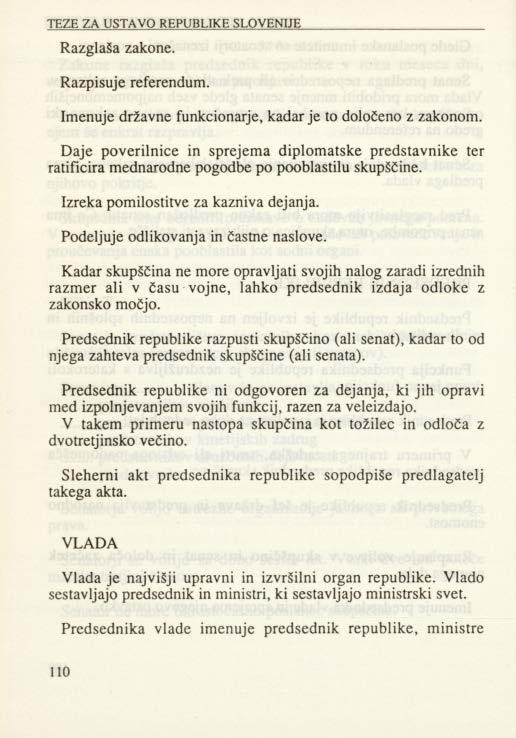 TEZE ZA USTAVO REPUBLIKE SLOVENIJE
Razglaša zakone.
Razpisuje referendum.
Imenuje državne funkcionarje, kadar je to določeno z zakonom.
Daje poverilnice in sprejema diplomatske predstavnike ter
ratificira mednarodne pogodbe po pooblastilu skupščine.
Izreka pomilostitve za kazniva dejanja.
Podeljuje odlikovanja in častne naslove.
Kadar skupščina ne more opravljati svojih nalog zaradi izrednih
razmer ali v času vojne, lahko predsednik izdaja odloke z
zakonsko močjo.
Predsednik republike razpusti skupščino (ali senat), kadar to od
njega zahteva predsednik skupščine (ali senata).
Predsednik republike ni odgovoren za dejanja, ki jih opravi
med izpolnjevanjem svojih funkcij, razen za veleizdajo.
V takem primeru nastopa skupčina kot tožilec in odloča z
dvotretjinsko večino.
Sleherni akt predsednika republike sopodpiše predlagatelj
takega akta.
VLADA
Vlada je najvišji upravni in izvršilni organ republike. Vlado
sestavljajo predsednik in ministri, ki sestavljajo ministrski svet.
Predsednika vlade imenuje predsednik republike, ministre
110